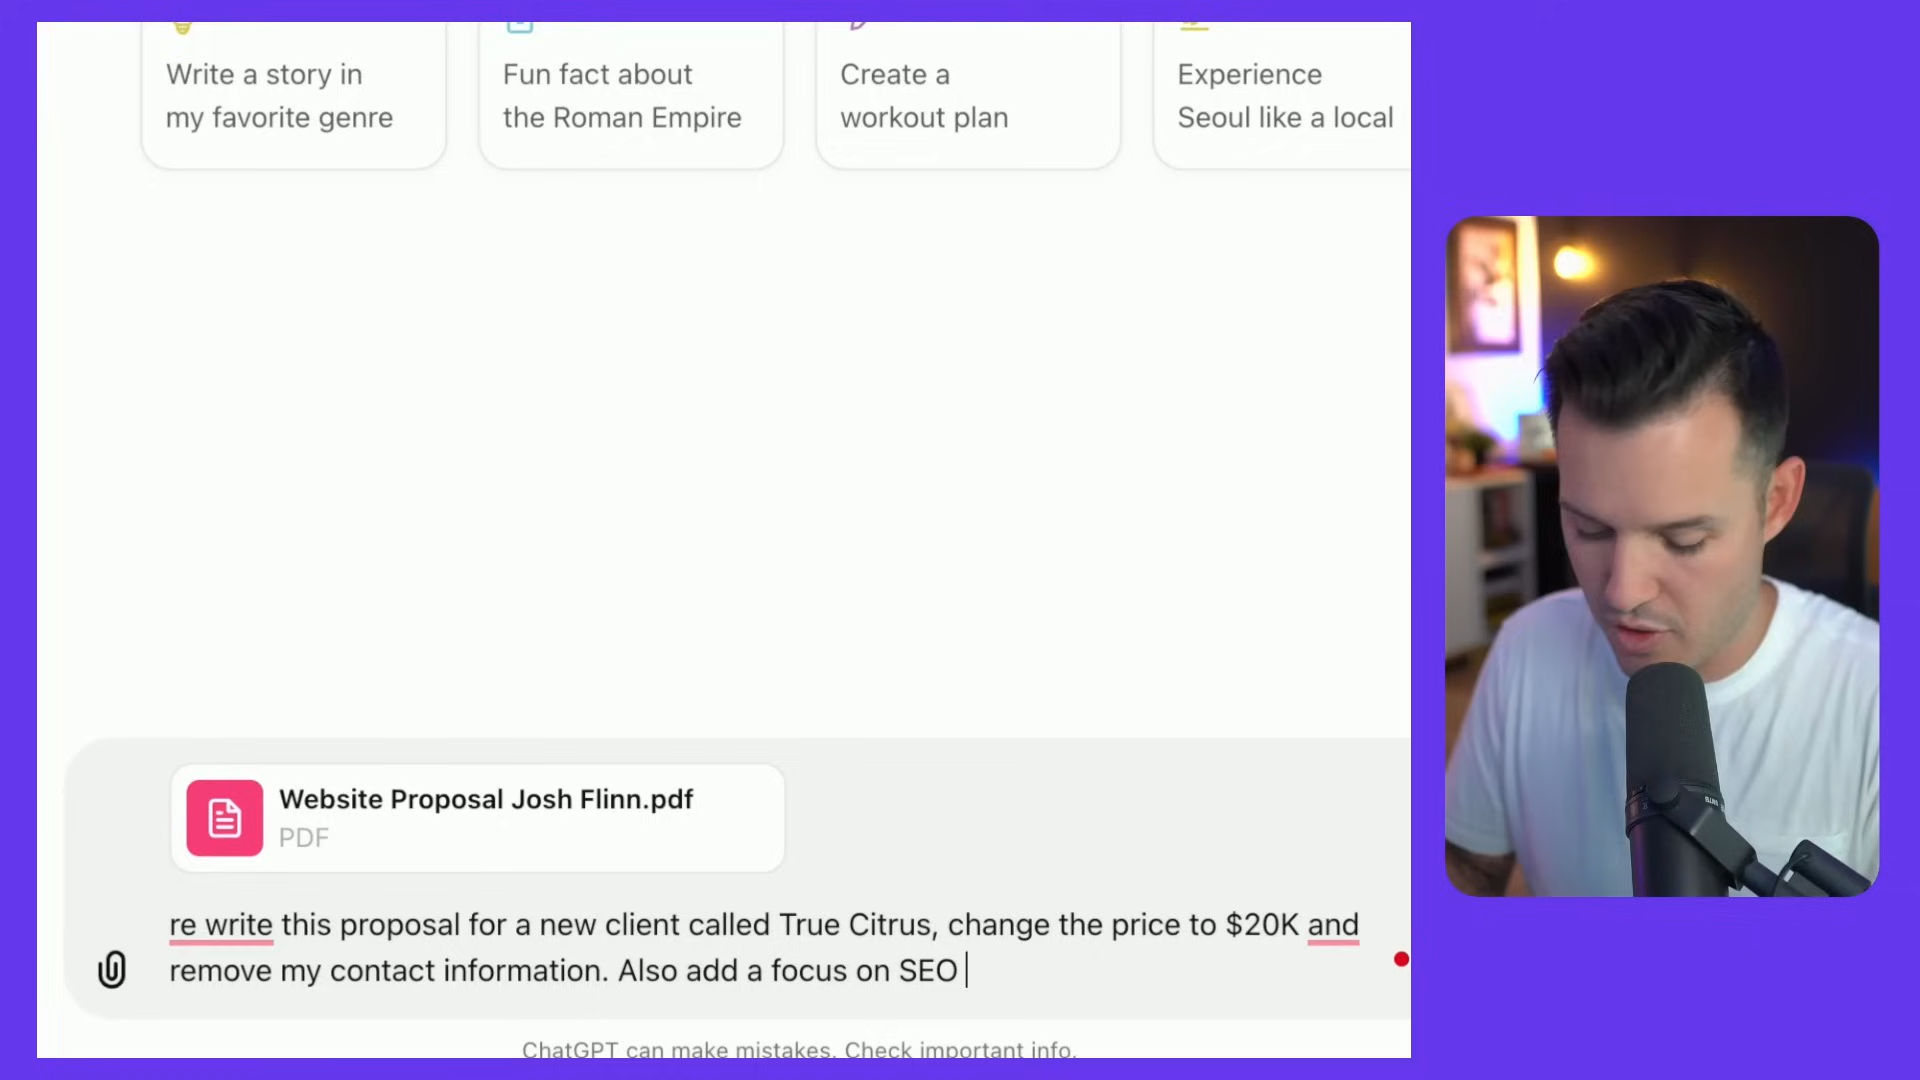 Write a story in
my favorite genre
Fun fact about
the Roman Empire
Create a
workout plan
Experience
Seoul like a local
Website Proposal Josh Flinn.pdf
PDF
re write this proposal for a new client called True Citrus, change the price to $20K and
remove my contact information. Also add a focus on SEO
ChatGPT can make mistakes. Check important info.